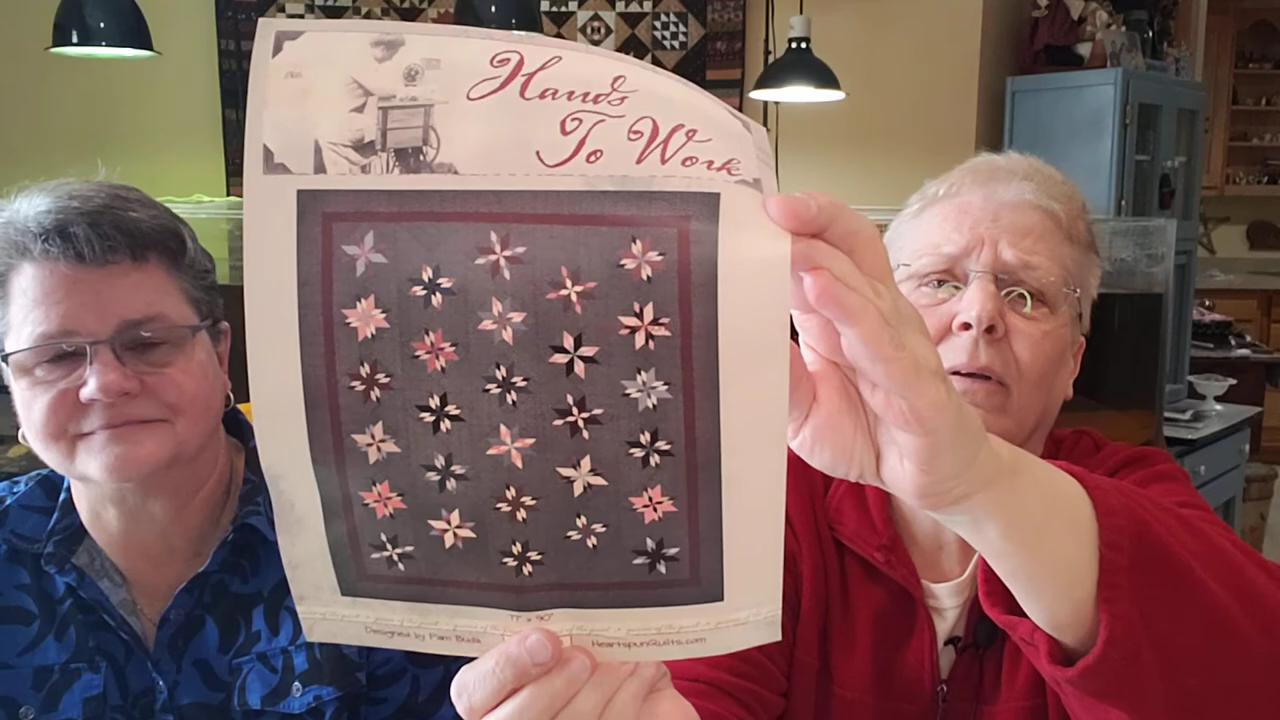 Hands
To Work
77" x 90"
Designed by Pam Buda
HeartspunQuilts.com